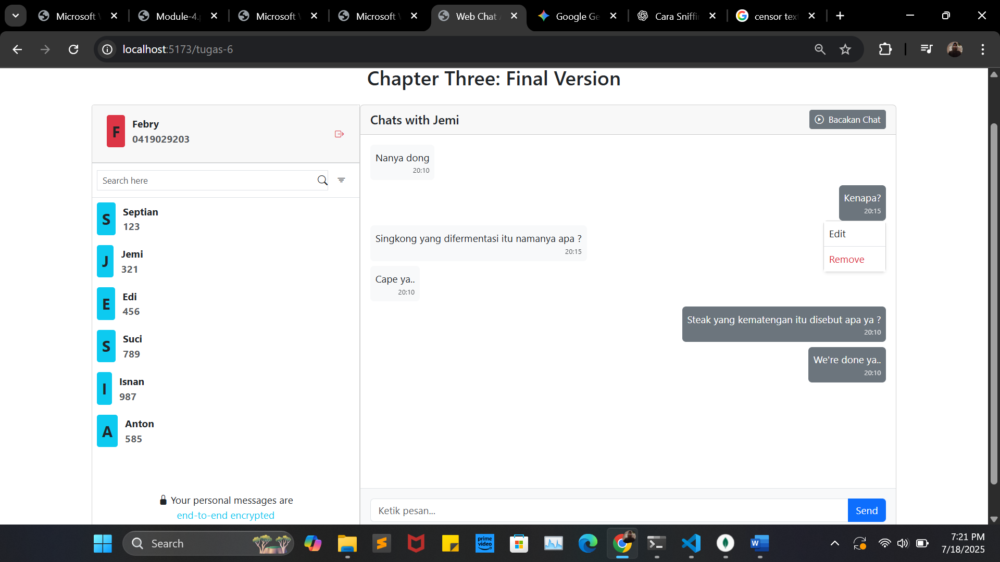 Microsoft
Module-4.
Microsoft
Microsoft
Web Chat
Google Ge
Cara Sniffi
censor tex
localhost:5173/tugas-6
Chapter Three: Final Version
F
Febry
0419029203
Search here
S
Septian
123
J
Jemi
321
E
Edi
456
S
Suci
789
I
Isnan
987
A
Anton
585
Your personal messages are
end-to-end encrypted
Chats with Jemi
Bacakan Chat
Nanya dong
20:10
Kenapa?
20:15
Edit
Remove
Singkong yang difermentasi itu namanya apa ?
20:15
Cape ya..
20:10
Steak yang kematengan itu disebut apa ya ?
20:10
We're done ya..
20:10
Ketik pesan...
Send
Search
prime
video
W
7:21 PM
7/18/2025